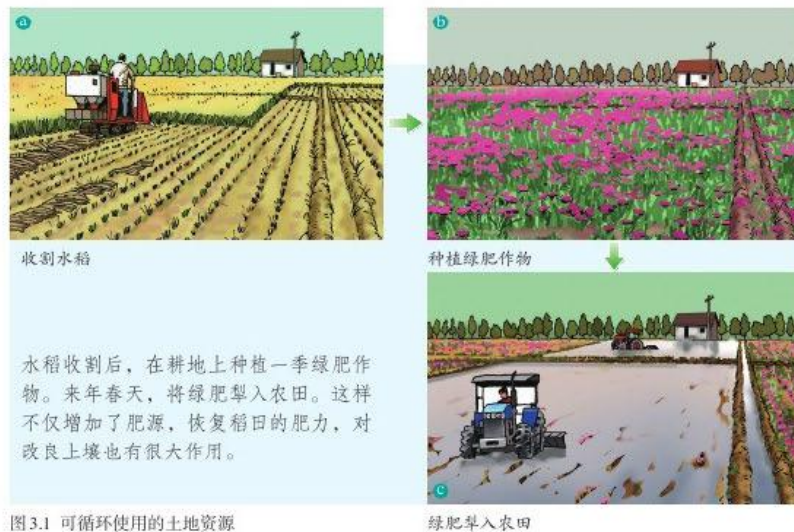 a
收割水稻
b
种植绿肥作物
水稻收割后，在耕地上种植一季绿肥作
物。来年春天，将绿肥犁入农田。这样
不仅增加了肥源，恢复稻田的肥力，对
改良土壤也有很大作用。
c
绿肥犁入农田
图3.1 可循环使用的土地资源